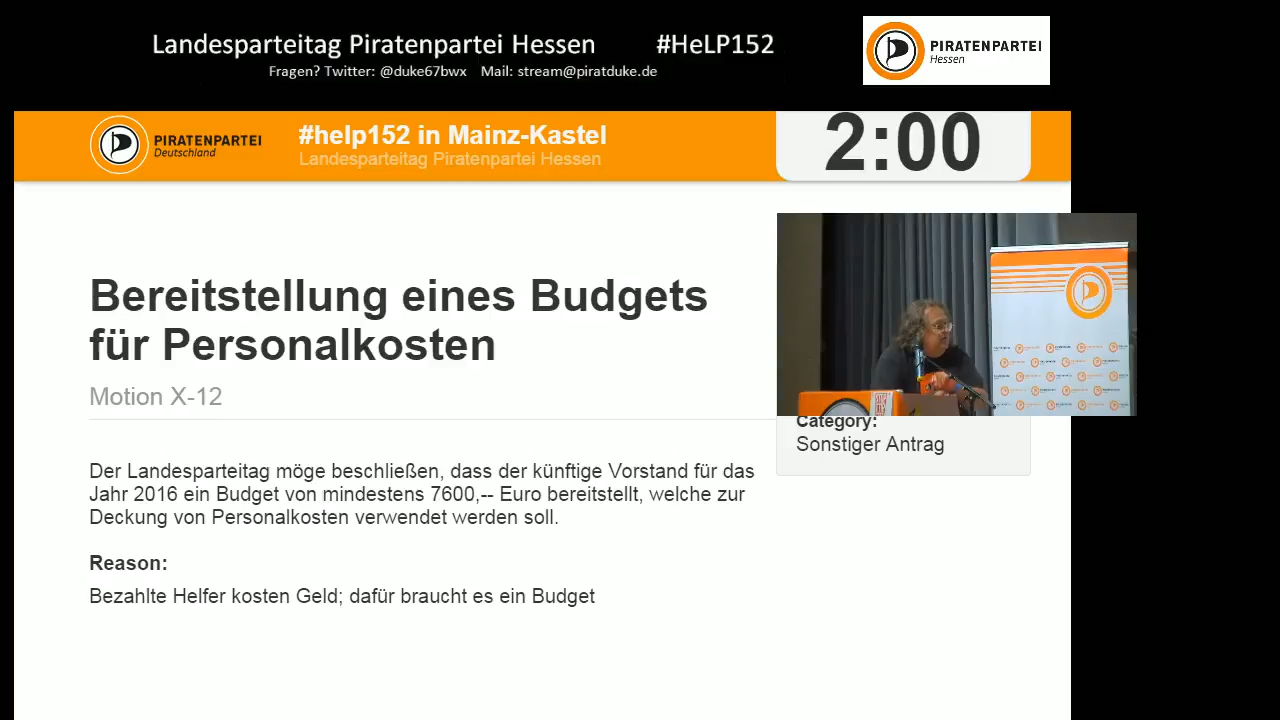 Landesparteitag Piratenpartei Hessen #HeLP152
Fragen? Twitter: @duke67bwx Mail: stream@piratduke.de
PIRATENPARTEI
Hessen
PIRATENPARTEI
Deutschland
#help152 in Mainz-Kastel
Landesparteitag Piratenpartei Hessen
2:00
Bereitstellung eines Budgets
für Personalkosten
Motion X-12
Category:
Sonstiger Antrag
Der Landesparteitag möge beschließen, dass der künftige Vorstand für das
Jahr 2016 ein Budget von mindestens 7600,-- Euro bereitstellt, welche zur
Deckung von Personalkosten verwendet werden soll.
Reason:
Bezahlte Helfer kosten Geld; dafür braucht es ein Budget